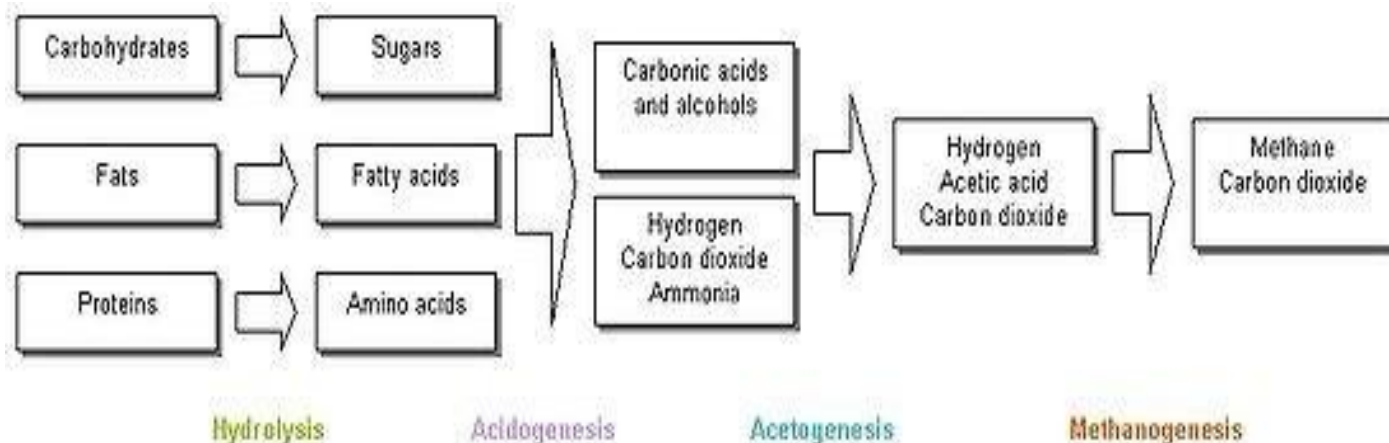 Carbohydrates
Sugars
Fats
Fatty acids
Proteins
Amino acids
Carbonic acids
and alcohols
Hydrogen
Carbon dioxide
Ammonia
Hydrogen
Acetic acid
Carbon dioxide
Methane
Carbon dioxide
Hydrolysis
Acidogenesis
Acetogenesis
Methanogenesis